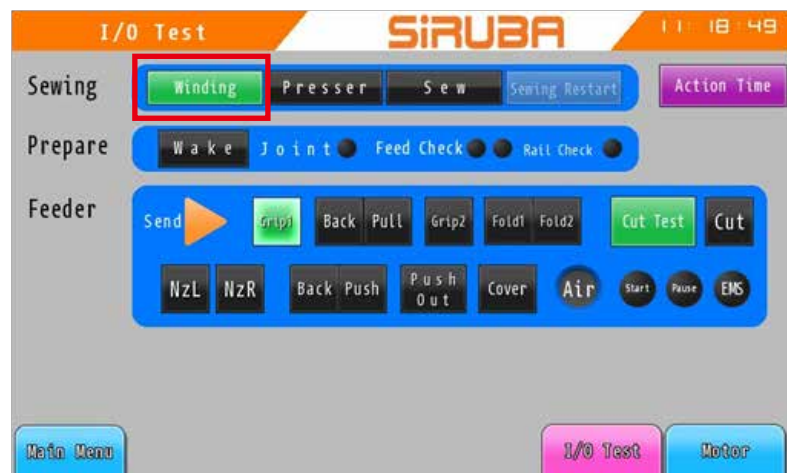 I/O Test SiRUBA 11:18:49
Sewing Winding Presser Sew Sewing Restart Action Time
Prepare Wake Joint Feed Check Rail Check
Feeder Send Grip1 Back Pull Grip2 Fold1 Fold2 Cut Test Cut
NzL NzR Back Push Push Out Cover Air Start Pause EMS
Main Menu I/O Test Motor